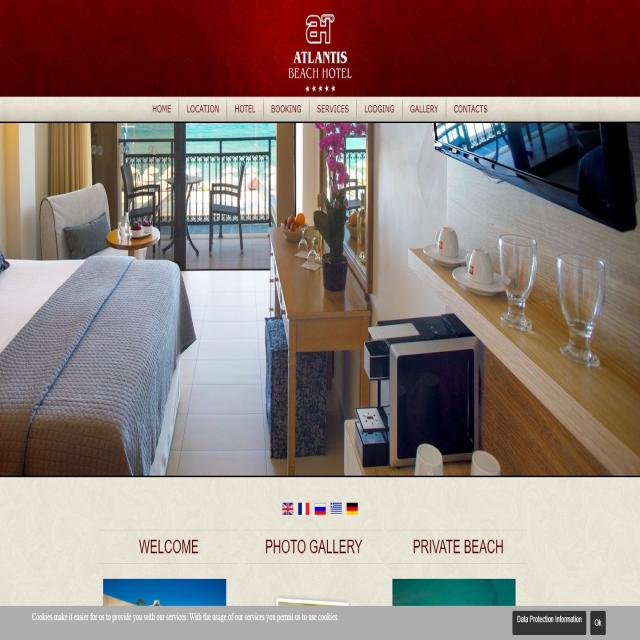 ATLANTIS
BEACH HOTEL
HOME LOCATION HOTEL BOOKING SERVICES LODGING GALLERY CONTACTS
WELCOME PHOTO GALLERY PRIVATE BEACH
Cookies make it easier for us to provide you with our services. With the usage of our services you permit us to use cookies.
Data Protection Information Ok